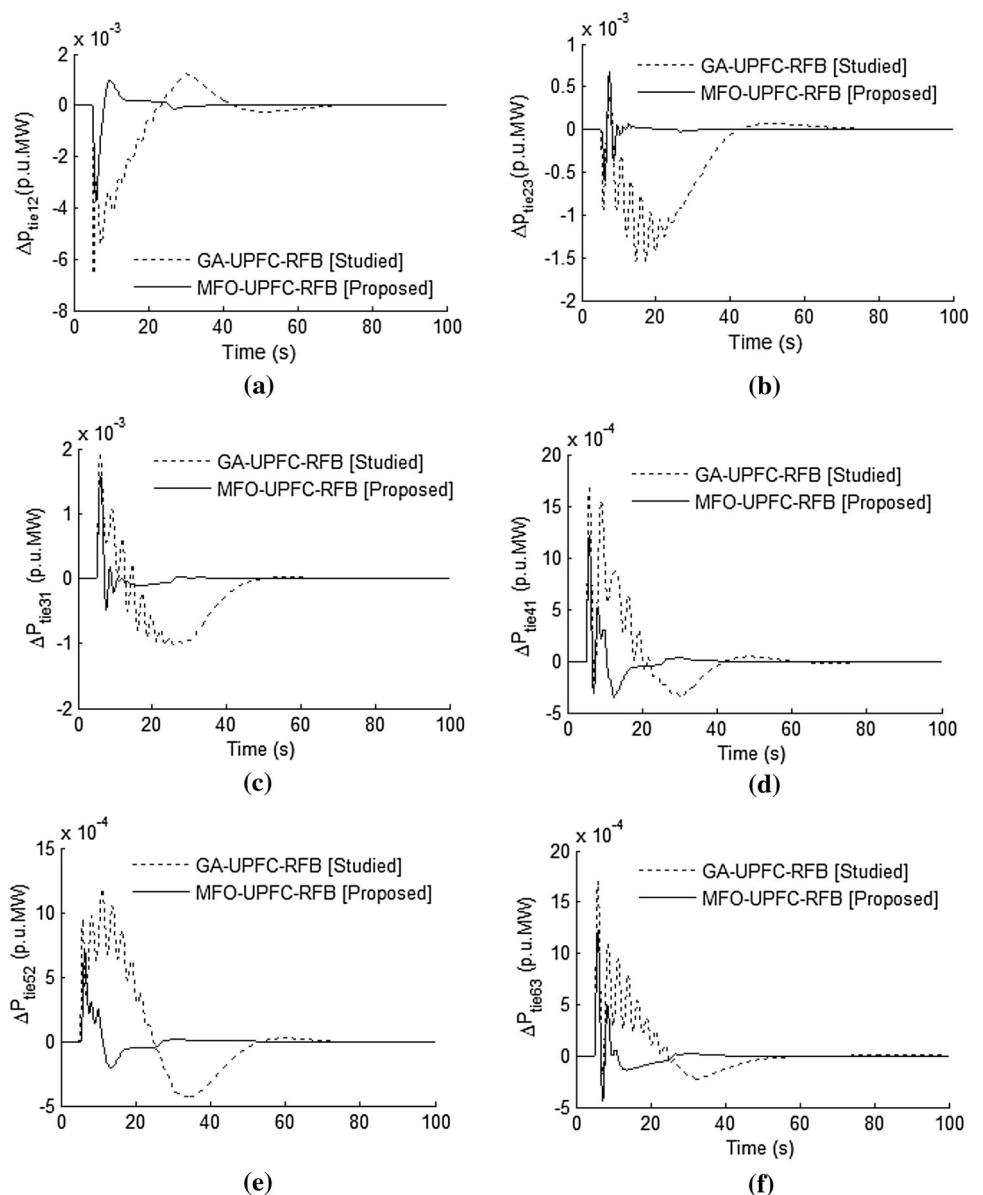 x 10⁻³
2
0
-2
-4
-6
-8
Δp_tie12(p.u.MW)
GA-UPFC-RFB [Studied]
MFO-UPFC-RFB [Proposed]
0 20 40 60 80 100
Time (s)
(a)
x 10⁻³
1
0.5
0
-0.5
-1
-1.5
-2
Δp_tie23(p.u.MW)
GA-UPFC-RFB [Studied]
MFO-UPFC-RFB [Proposed]
0 20 40 60 80 100
Time (s)
(b)
x 10⁻³
2
1
0
-1
-2
ΔP_tie31 (p.u.MW)
GA-UPFC-RFB [Studied]
MFO-UPFC-RFB [Proposed]
0 20 40 60 80 100
Time (s)
(c)
x 10⁻⁴
20
15
10
5
0
-5
ΔP_tie41 (p.u.MW)
GA-UPFC-RFB [Studied]
MFO-UPFC-RFB [Proposed]
0 20 40 60 80 100
Time (s)
(d)
x 10⁻⁴
15
10
5
0
-5
ΔP_tie52 (p.u.MW)
GA-UPFC-RFB [Studied]
MFO-UPFC-RFB [Proposed]
0 20 40 60 80 100
(e)
x 10⁻⁴
20
15
10
5
0
-5
ΔP_tie63 (p.u.MW)
GA-UPFC-RFB [Studied]
MFO-UPFC-RFB [Proposed]
0 20 40 60 80 100
Time (s)
(f)